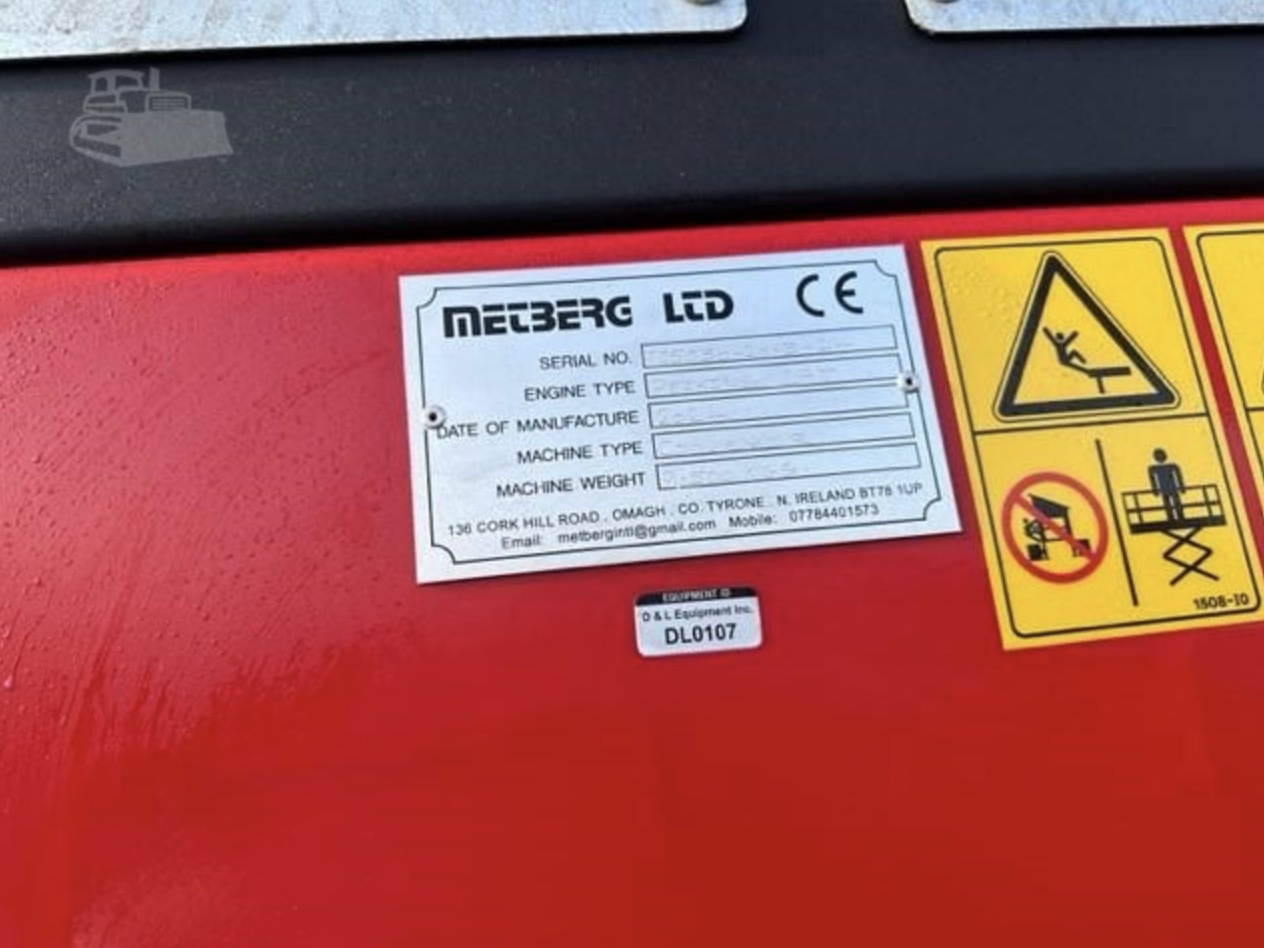 METBERG LTD CE
SERIAL NO.
ENGINE TYPE
DATE OF MANUFACTURE
MACHINE TYPE
MACHINE WEIGHT
136 CORK HILL ROAD . OMAGH . CO. TYRONE . N. IRELAND BT78 1UP
Email: metbergintl@gmail.com Mobile: 07784401573
EQUIPMENT ID
D & L Equipment Inc.
DL0107
1508-10